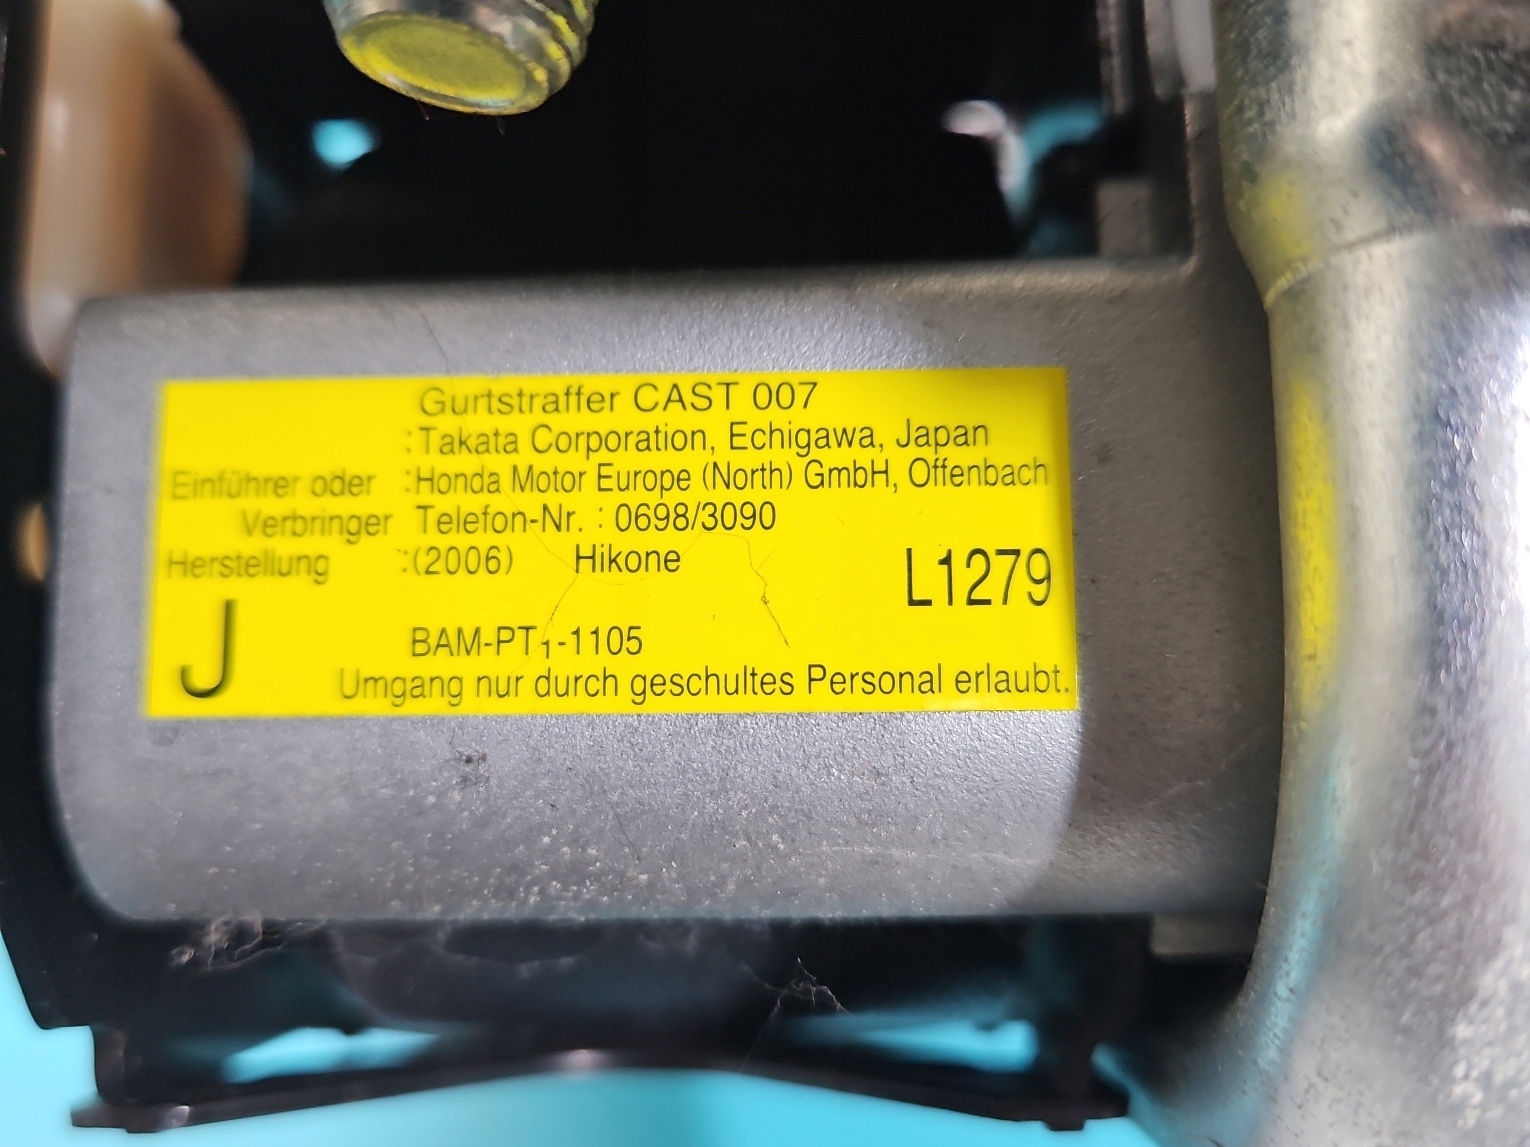 Gurtstraffer CAST 007
:Takata Corporation, Echigawa, Japan
Einführer oder :Honda Motor Europe (North) GmbH, Offenbach
Verbringer Telefon-Nr. : 0698/3090
Herstellung :(2006) Hikone
L1279
J
BAM-PT1-1105
Umgang nur durch geschultes Personal erlaubt.